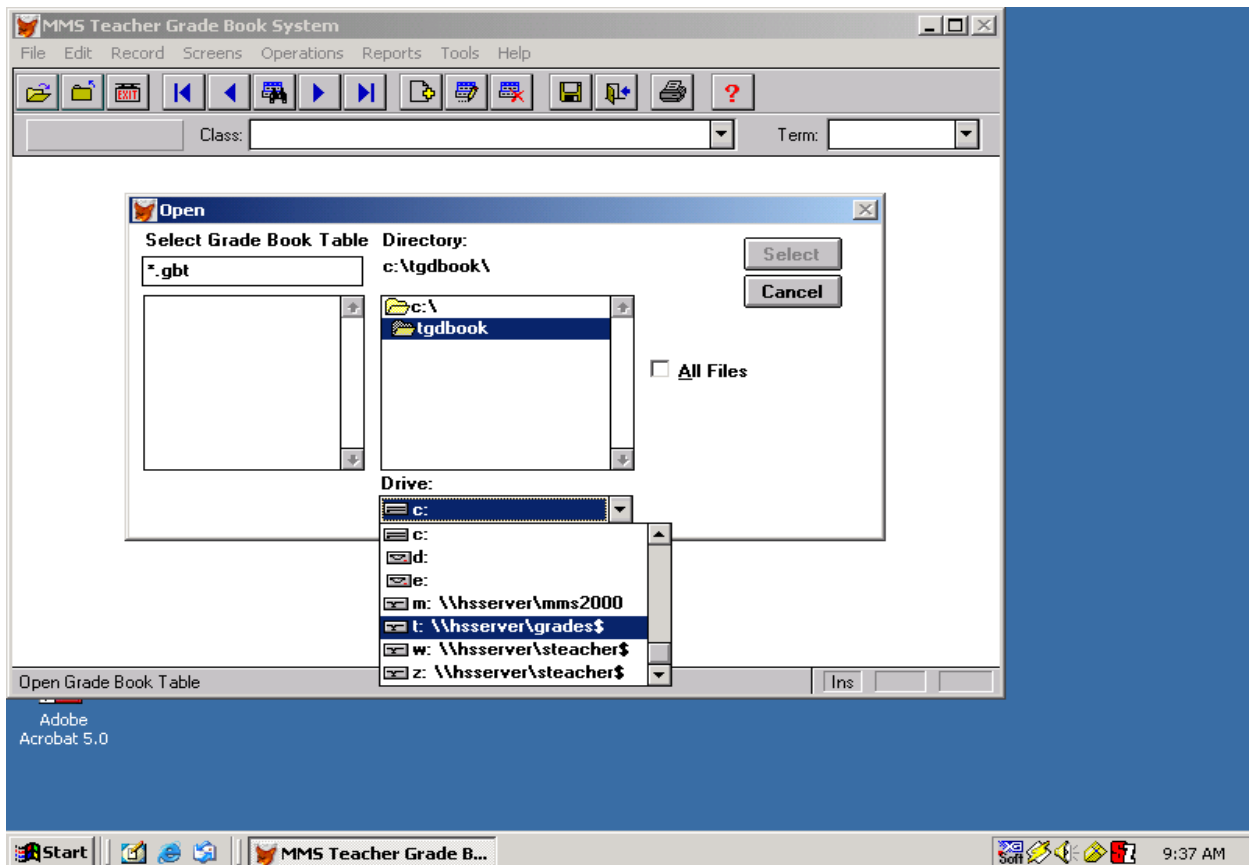 MMS Teacher Grade Book System
File Edit Record Screens Operations Reports Tools Help
EXIT
?
Class: Term:
Open
Select Grade Book Table Directory:
*.gbt c:\tgdbook\
Select
Cancel
c:\
tgdbook
All Files
Drive:
c:
c:
d:
e:
m: \\hsserver\mms2000
t: \\hsserver\grades$
w: \\hsserver\steacher$
z: \\hsserver\steacher$
Open Grade Book Table Ins
Adobe
Acrobat 5.0
Start MMS Teacher Grade B... 9:37 AM